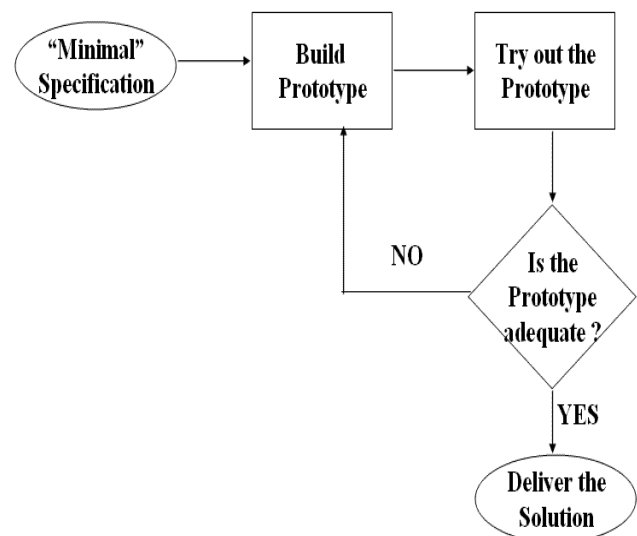 “Minimal”
Specification
Build
Prototype
Try out the
Prototype
Is the
Prototype
adequate ?
NO
YES
Deliver the
Solution